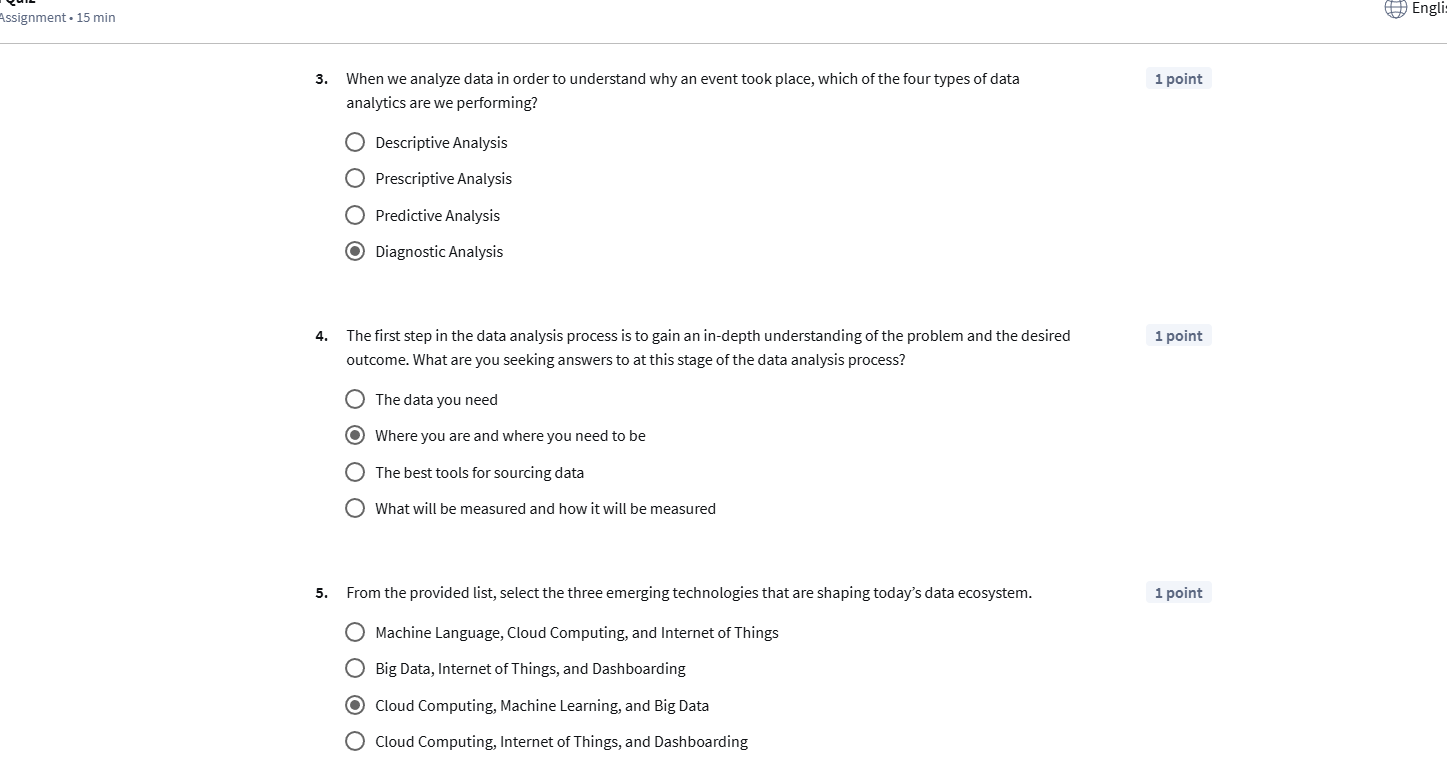 Quiz
Assignment • 15 min
3. When we analyze data in order to understand why an event took place, which of the four types of data
analytics are we performing?
1 point
Descriptive Analysis
Prescriptive Analysis
Predictive Analysis
Diagnostic Analysis
4. The first step in the data analysis process is to gain an in-depth understanding of the problem and the desired
outcome. What are you seeking answers to at this stage of the data analysis process?
1 point
The data you need
Where you are and where you need to be
The best tools for sourcing data
What will be measured and how it will be measured
5. From the provided list, select the three emerging technologies that are shaping today’s data ecosystem.
1 point
Machine Language, Cloud Computing, and Internet of Things
Big Data, Internet of Things, and Dashboarding
Cloud Computing, Machine Learning, and Big Data
Cloud Computing, Internet of Things, and Dashboarding